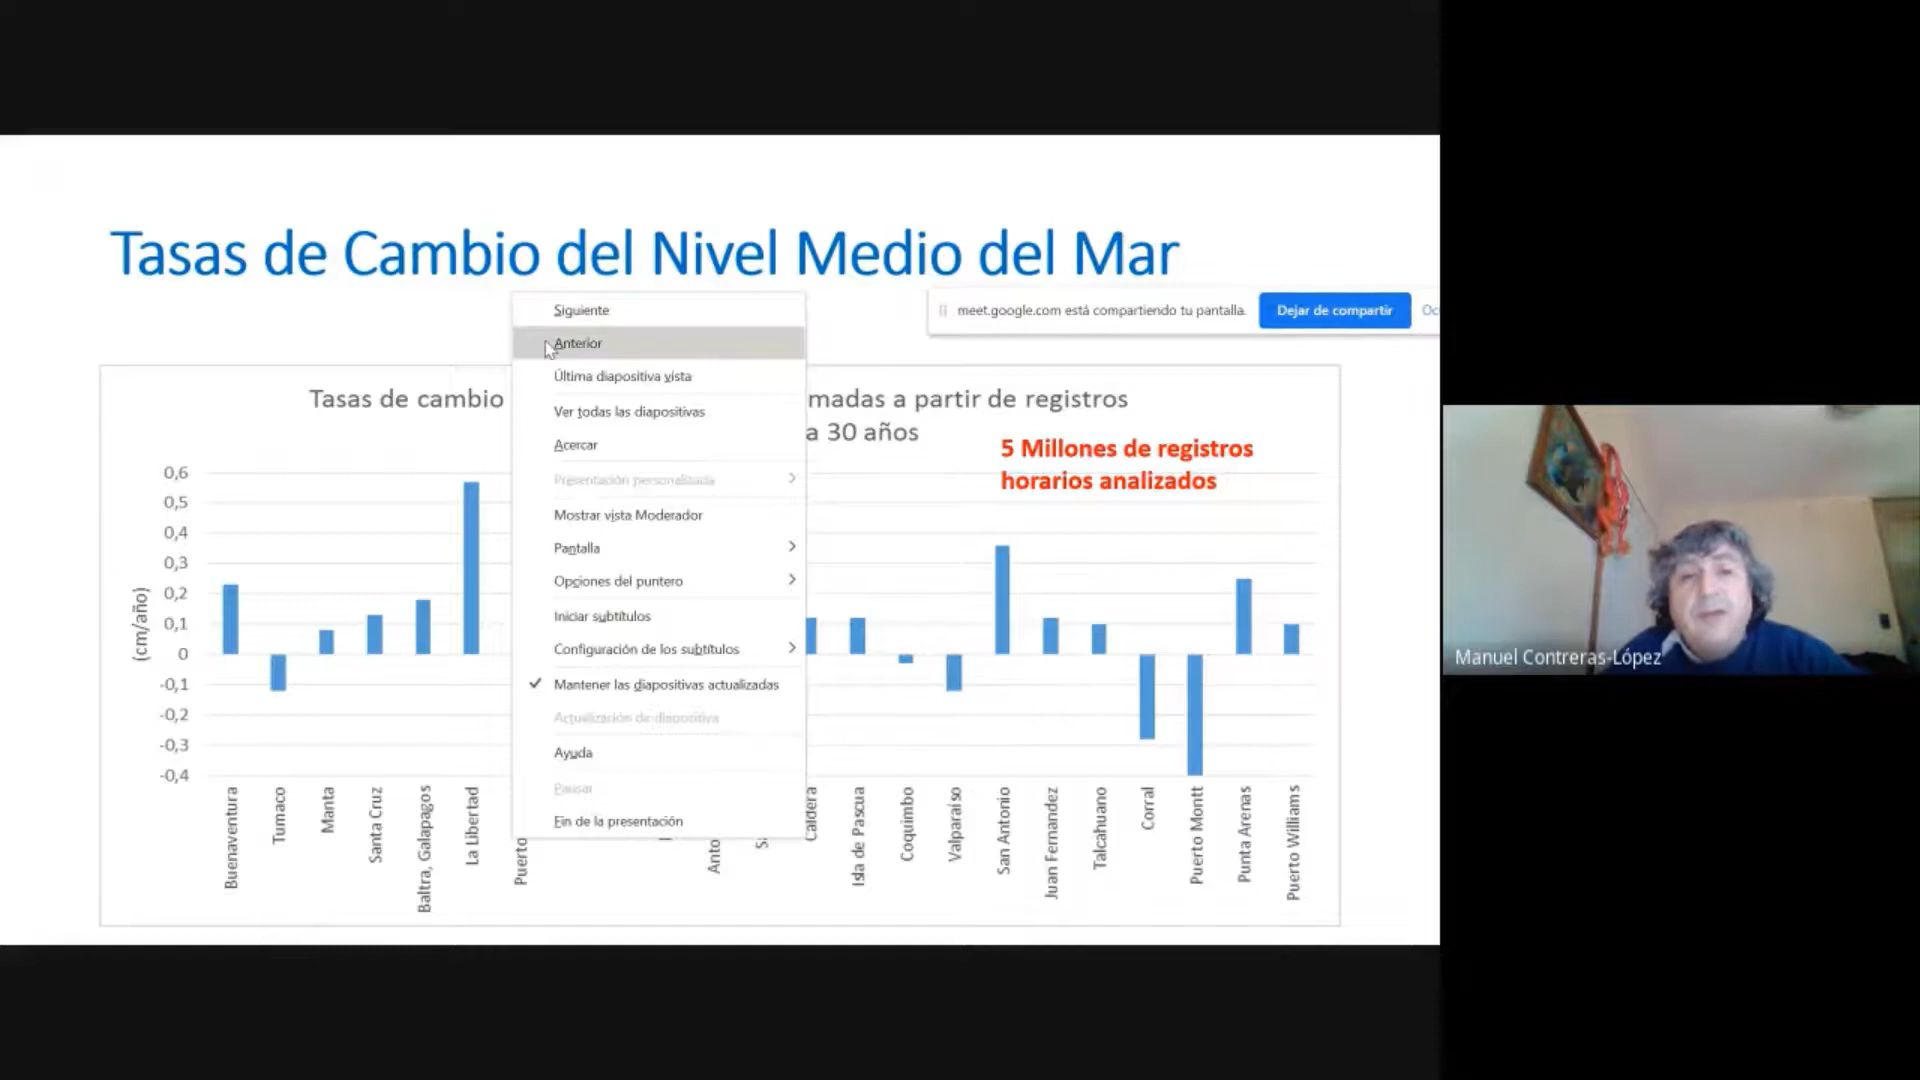 Tasas de Cambio del Nivel Medio del Mar
meet.google.com está compartiendo tu pantalla.
Dejar de compartir
Siguiente
Anterior
Última diapositiva vista
Ver todas las diapositivas
Acercar
Presentación personalizada
Mostrar vista Moderador
Pantalla
Opciones del puntero
Iniciar subtítulos
Configuración de los subtítulos
Mantener las diapositivas actualizadas
Actualización de diapositiva
Ayuda
Pausar
Fin de la presentación
Tasas de cambio madas a partir de registros
a 30 años
5 Millones de registros
horarios analizados
(cm/año)
0,6
0,5
0,4
0,3
0,2
0,1
0
-0,1
-0,2
-0,3
-0,4
Buenaventura
Tumaco
Manta
Santa Cruz
Baltra, Galapagos
La Libertad
Puerto
Anto
Caldera
Isla de Pascua
Coquimbo
Valparaíso
San Antonio
Juan Fernandez
Talcahuano
Corral
Puerto Montt
Punta Arenas
Puerto Williams
Manuel Contreras-López